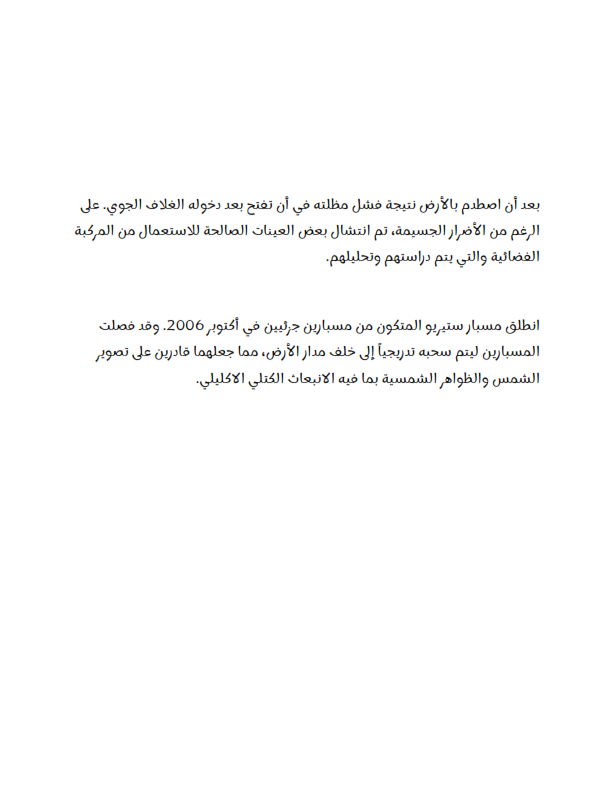 بعد أن اصطدم بالأرض نتيجة فشل مظلته في أن تفتح بعد دخوله الغلاف الجوي. على
الرغم من الأضرار الجسيمة، تم انتشال بعض العينات الصالحة للاستعمال من المركبة
الفضائية والتي يتم دراستهم وتحليلهم.
انطلق مسبار ستيريو المتكون من مسبارين جزئيين في أكتوبر 2006. وقد فصلت
المسبارين ليتم سحبه تدريجياً إلى خلف مدار الأرض، مما جعلهما قادرين على تصوير
الشمس والظواهر الشمسية بما فيه الانبعاث الكتلي الاكليلي.